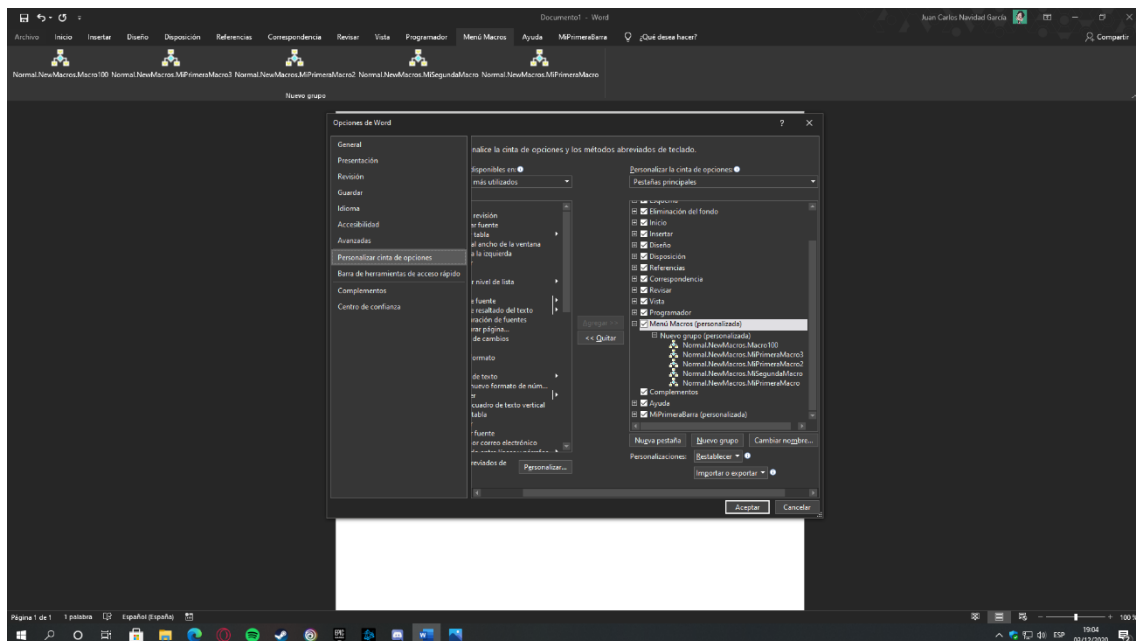 Documento1 - Word
Juan Carlos Navidad García
Archivo Inicio Insertar Diseño Disposición Referencias Correspondencia Revisar Vista Programador Menú Macros Ayuda MiPrimeraBarra ¿Qué desea hacer? Compartir
Normal.NewMacros.Macro100 Normal.NewMacros.MiPrimeraMacro3 Normal.NewMacros.MiPrimeraMacro2 Normal.NewMacros.MiSegundaMacro Normal.NewMacros.MiPrimeraMacro
Nuevo grupo
Opciones de Word
General
Presentación
Revisión
Guardar
Idioma
Accesibilidad
Avanzadas
Personalizar cinta de opciones
Barra de herramientas de acceso rápido
Complementos
Centro de confianza
nalice la cinta de opciones y los métodos abreviados de teclado.
disponibles en:
más utilizados
revisión
r fuente
tabla
al ancho de la ventana
a la izquierda
r nivel de lista
e fuente
e resaltado del texto
ración de fuentes
rar página...
de cambios
ormato
de texto
nuevo formato de núm...
cuadro de texto vertical
tabla
r fuente
or correo electrónico
reviados de
Personalizar...
Agregar >>
<< Quitar
Personalizar la cinta de opciones:
Pestañas principales
Eliminación del fondo
Inicio
Insertar
Diseño
Disposición
Referencias
Correspondencia
Revisar
Vista
Programador
Menú Macros (personalizada)
Nuevo grupo (personalizada)
Normal.NewMacros.Macro100
Normal.NewMacros.MiPrimeraMacro3
Normal.NewMacros.MiPrimeraMacro2
Normal.NewMacros.MiSegundaMacro
Normal.NewMacros.MiPrimeraMacro
Complementos
Ayuda
MiPrimeraBarra (personalizada)
Nueva pestaña Nuevo grupo Cambiar nombre...
Personalizaciones: Restablecer
Importar o exportar
Aceptar Cancelar
Página 1 de 1 1 palabra Español (España) 100 %
ESP 19:04
03/12/2020